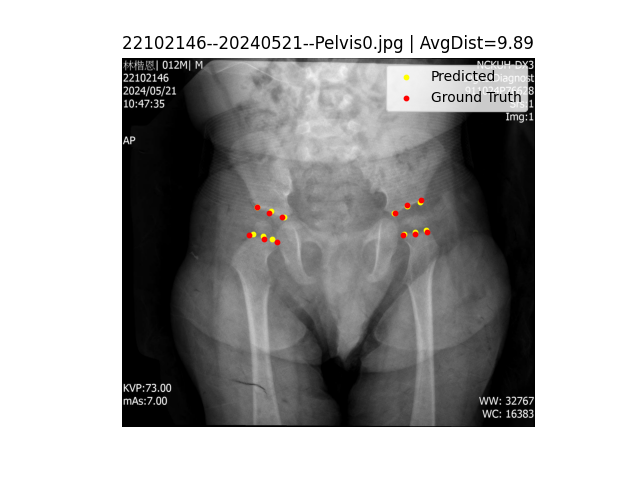 22102146--20240521--Pelvis0.jpg | AvgDist=9.89
林楷恩| 012M| M
22102146
2024/05/21
10:47:35
AP
NCKUH-DX3
Diagnost
Img:1
Predicted
Ground Truth
KVP:73.00
mAs:7.00
WW: 32767
WC: 16383